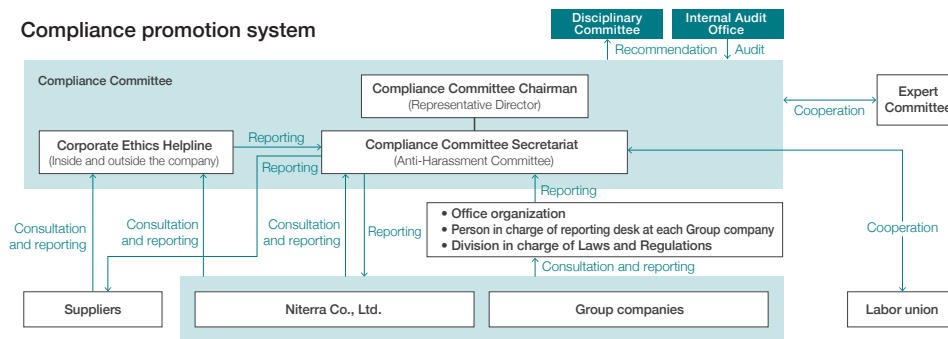 Compliance promotion system
Disciplinary
Committee
Internal Audit
Office
Recommendation
Audit
Compliance Committee
Compliance Committee Chairman
(Representative Director)
Cooperation
Expert
Committee
Corporate Ethics Helpline
(Inside and outside the company)
Reporting
Reporting
Compliance Committee Secretariat
(Anti-Harassment Committee)
Reporting
Consultation
and reporting
Consultation
and reporting
Consultation
and reporting
Reporting
• Office organization
• Person in charge of reporting desk at each Group company
• Division in charge of Laws and Regulations
Cooperation
Consultation and reporting
Suppliers
Niterra Co., Ltd.
Group companies
Labor union